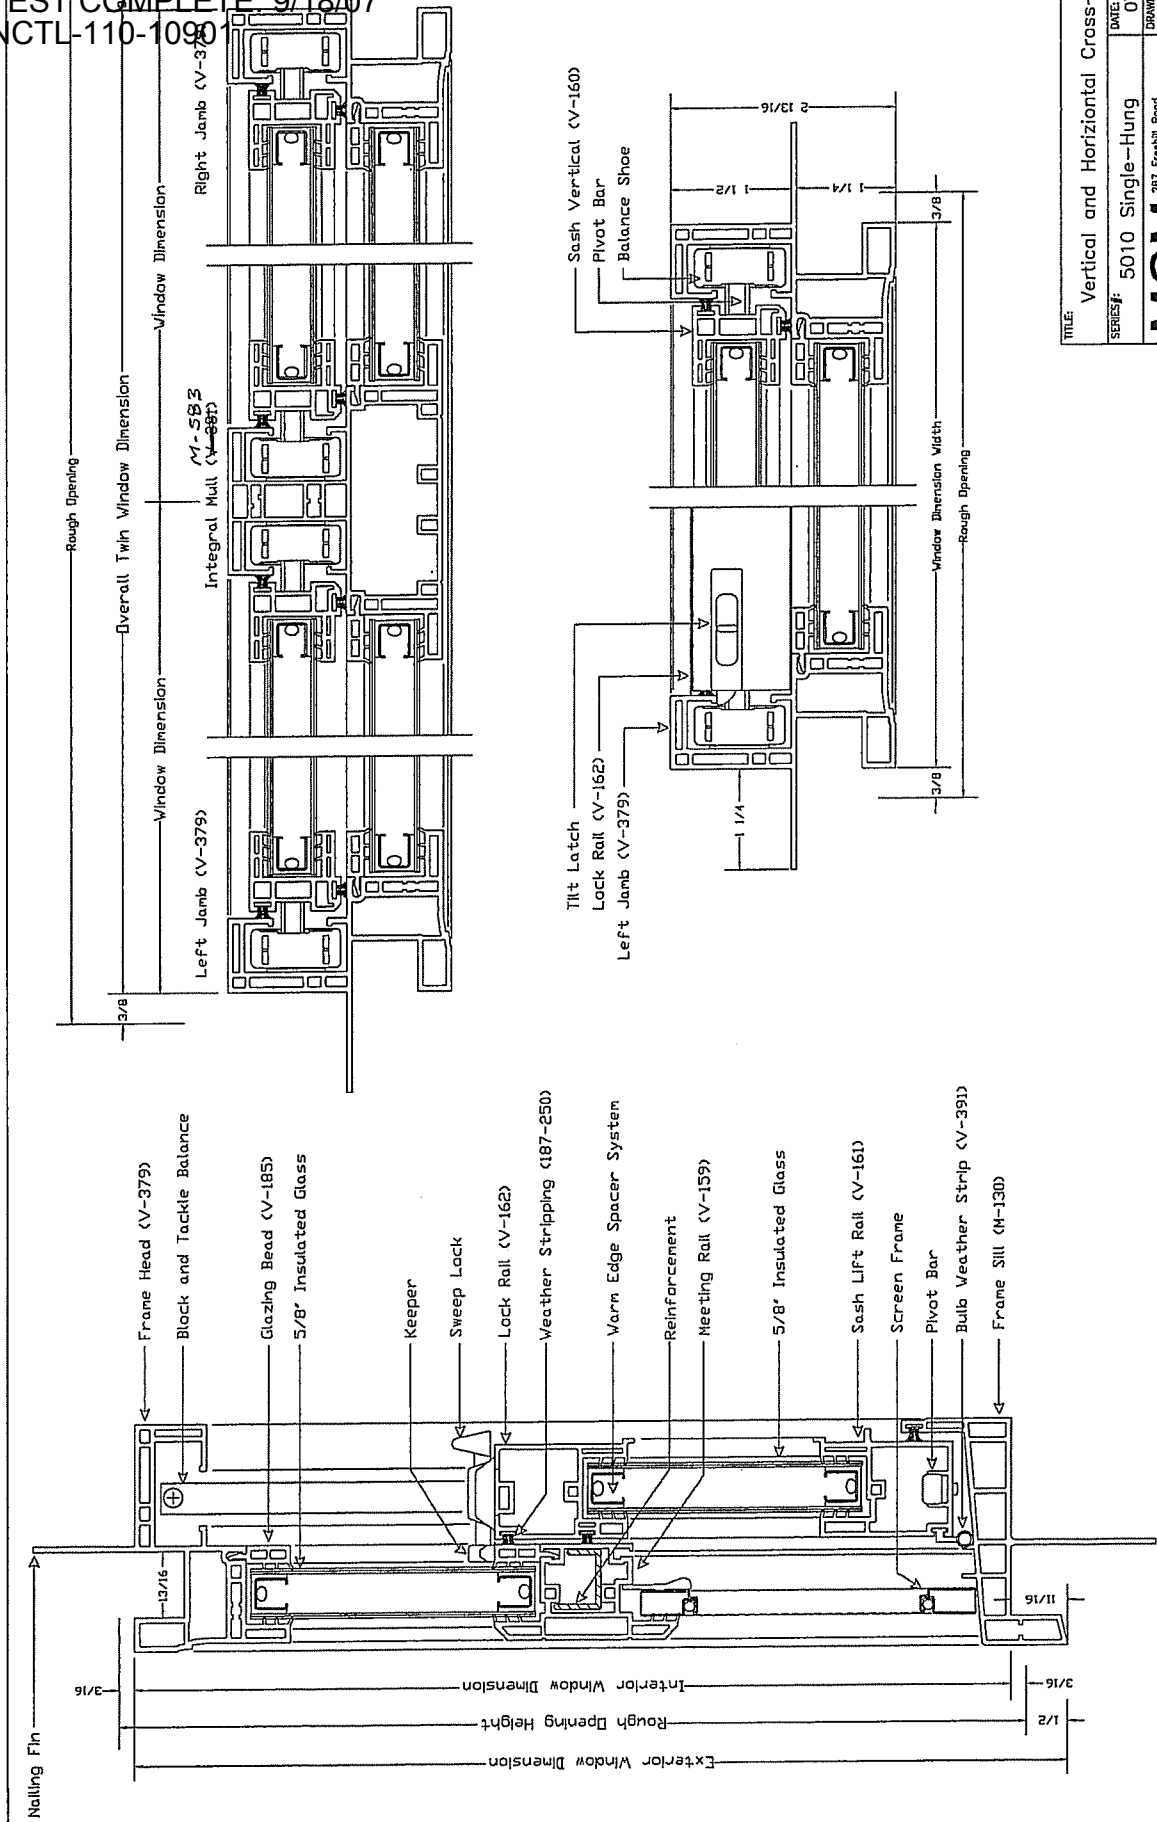 EST COMPLETE: 9/18/07
NCTL-110-10901
Rough Opening
3/8
Overall Twin Window Dimension
Window Dimension
Window Dimension
Left Jamb (V-379)
M-583
Integral Mull (V-381)
Right Jamb (V-379)
Tilt Latch
Lock Rail (V-162)
Left Jamb (V-379)
Sash Vertical (V-160)
Pivot Bar
Balance Shoe
1 1/4
2 13/16
1 1/2
1 1/4
3/8
Window Dimension Width
3/8
Rough Opening
Nailing Fin
Frame Head (V-379)
Block and Tackle Balance
Glazing Bead (V-185)
5/8" Insulated Glass
Keeper
Sweep Lock
Lock Rail (V-162)
Weather Stripping (187-250)
Warm Edge Spacer System
Reinforcement
Meeting Rail (V-159)
5/8" Insulated Glass
Sash Lift Rail (V-161)
Screen Frame
Pivot Bar
Bulb Weather Strip (V-391)
Frame Sill (M-130)
13/16
11/16
3/16
Interior Window Dimension
3/16
Rough Opening Height
1/2
Exterior Window Dimension
TITLE:
Vertical and Horiziontal Cross-
SERIES#:
5010 Single-Hung
DATE:
0